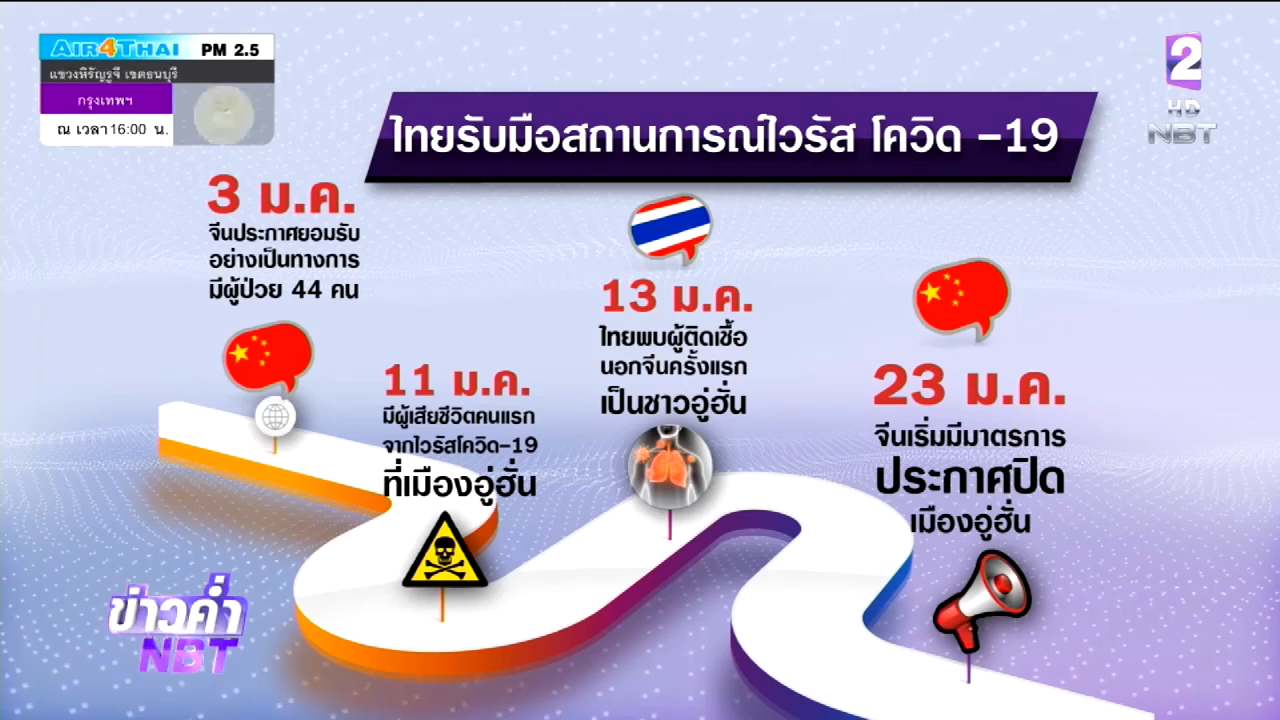 AIR4THAI PM 2.5
แขวงหิรัญรูจี เขตธนบุรี
กรุงเทพฯ
ณ เวลา 16:00 น.
2
HD
NBT
ไทยรับมือสถานการณ์ไวรัส โควิด -19
3 ม.ค.
จีนประกาศยอมรับ
อย่างเป็นทางการ
มีผู้ป่วย 44 คน
11 ม.ค.
มีผู้เสียชีวิตคนแรก
จากไวรัสโควิด-19
ที่เมืองอู่ฮั่น
13 ม.ค.
ไทยพบผู้ติดเชื้อ
นอกจีนครั้งแรก
เป็นชาวอู่ฮั่น
23 ม.ค.
จีนเริ่มมีมาตรการ
ประกาศปิด
เมืองอู่ฮั่น
ข่าวค่ำ
NBT